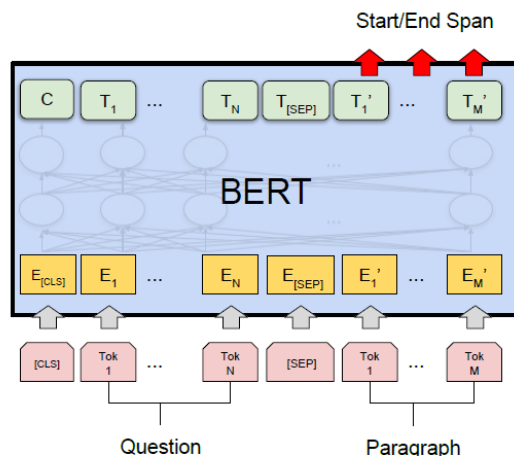 Start/End Span
C T1 ... TN T[SEP] T1' ... TM'
...
BERT
...
E[CLS] E1 ... EN E[SEP] E1' ... EM'
[CLS] Tok 1 ... Tok N [SEP] Tok 1 ... Tok M
Question Paragraph